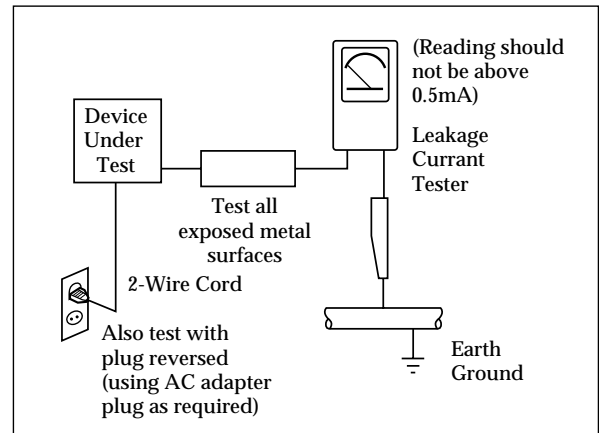 (Reading should
not be above
0.5mA)
Device
Under
Test
Leakage
Currant
Tester
Test all
exposed metal
surfaces
2-Wire Cord
Also test with
plug reversed
(using AC adapter
plug as required)
Earth
Ground